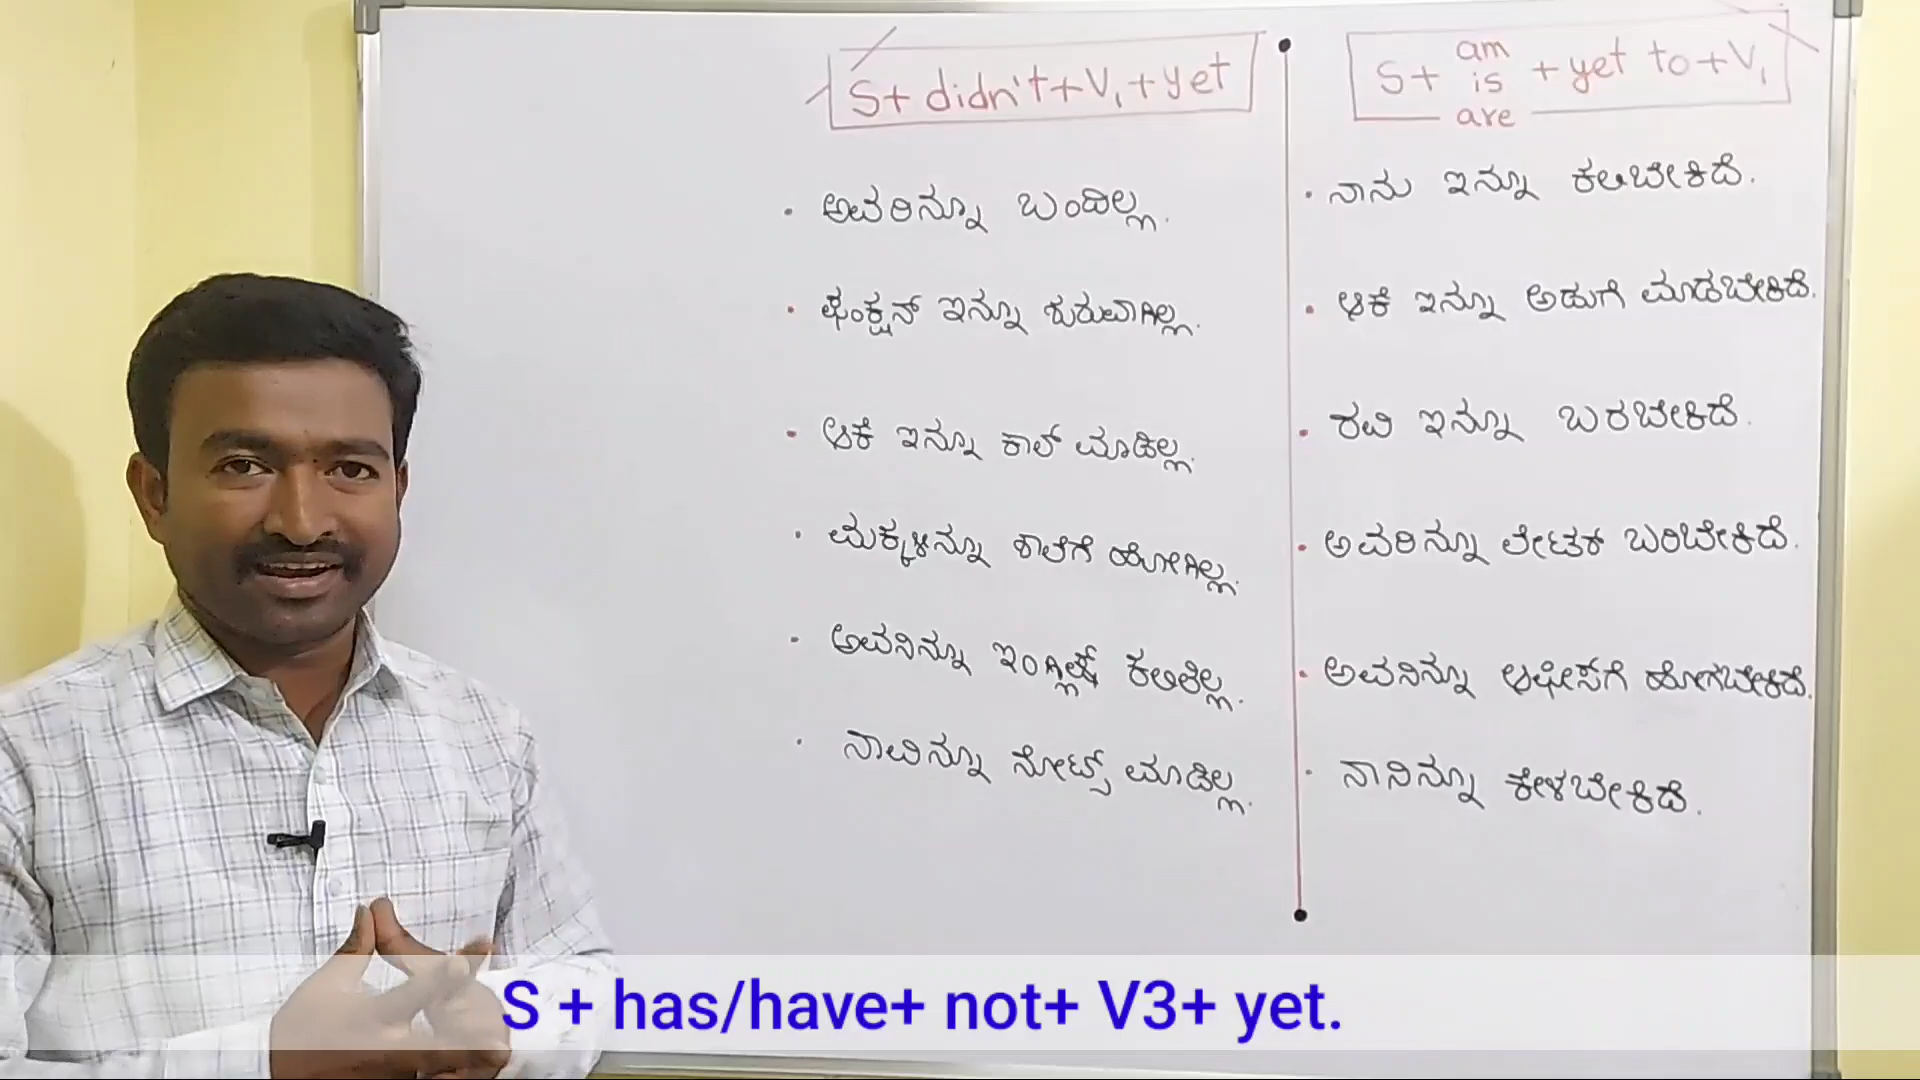 S+ didn't+V₁+yet
ಅವರಿನ್ನೂ ಬಂದಿಲ್ಲ.
ಫಂಕ್ಷನ್ ಇನ್ನೂ ಶುರುವಾಗಿಲ್ಲ.
ಆಕೆ ಇನ್ನೂ ಕಾಲ್ ಮಾಡಿಲ್ಲ.
ಮಕ್ಕಳಿನ್ನೂ ಶಾಲೆಗೆ ಹೋಗಿಲ್ಲ.
ಅವನಿನ್ನೂ ಇಂಗ್ಲಿಷ್ ಕಲಿತಿಲ್ಲ.
ನಾವಿನ್ನೂ ನೋಟ್ಸ್ ಮಾಡಿಲ್ಲ.
am
S+ is + yet to+V₁
are
ನಾನು ಇನ್ನೂ ಕಲಿಬೇಕಿದೆ.
ಆಕೆ ಇನ್ನೂ ಅಡುಗೆ ಮಾಡಬೇಕಿದೆ.
ರವಿ ಇನ್ನೂ ಬರಬೇಕಿದೆ.
ಅವರಿನ್ನೂ ಲೇಟರ್ ಬರಿಬೇಕಿದೆ.
ಅವನಿನ್ನೂ ಆಫೀಸ್‌ಗೆ ಹೋಗಬೇಕಿದೆ.
ನಾನಿನ್ನೂ ಕೇಳಬೇಕಿದೆ.
S + has/have+ not+ V3+ yet.